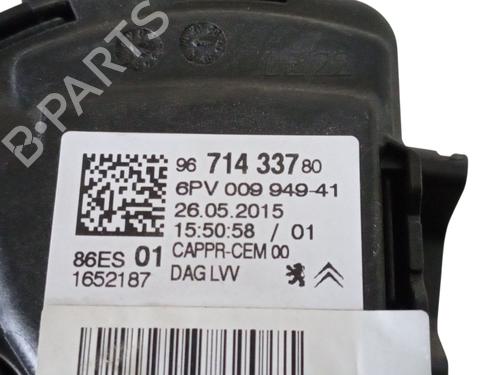 B-PARTS
96 714 337 80
6PV 009 949-41
26.05.2015
15:50:58 / 01
86ES 01 CAPPR-CEM 00
1652187 DAG LVV